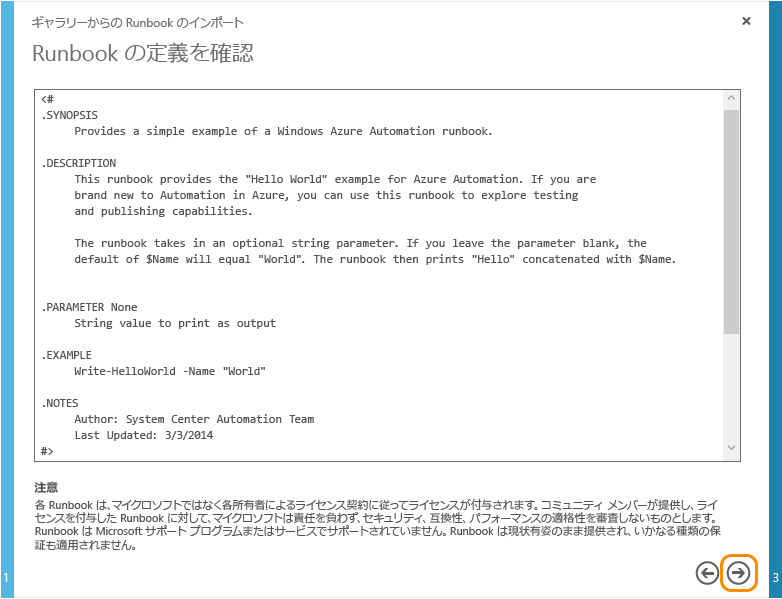 ギャラリーからの Runbook のインポート
Runbook の定義を確認
<#
.SYNOPSIS
Provides a simple example of a Windows Azure Automation runbook.
.DESCRIPTION
This runbook provides the "Hello World" example for Azure Automation. If you are
brand new to Automation in Azure, you can use this runbook to explore testing
and publishing capabilities.
The runbook takes in an optional string parameter. If you leave the parameter blank, the
default of $Name will equal "World". The runbook then prints "Hello" concatenated with $Name.
.PARAMETER None
String value to print as output
.EXAMPLE
Write-HelloWorld -Name "World"
.NOTES
Author: System Center Automation Team
Last Updated: 3/3/2014
#>
注意
各 Runbook は、マイクロソフトではなく各所有者によるライセンス契約に従ってライセンスが付与されます。コミュニティ メンバーが提供し、ライ
センスを付与した Runbook に対して、マイクロソフトは責任を負わず、セキュリティ、互換性、パフォーマンスの適格性を審査しないものとします。
Runbook は Microsoft サポート プログラムまたはサービスでサポートされていません。Runbook は現状有姿のまま提供され、いかなる種類の保
証も適用されません。
1
3